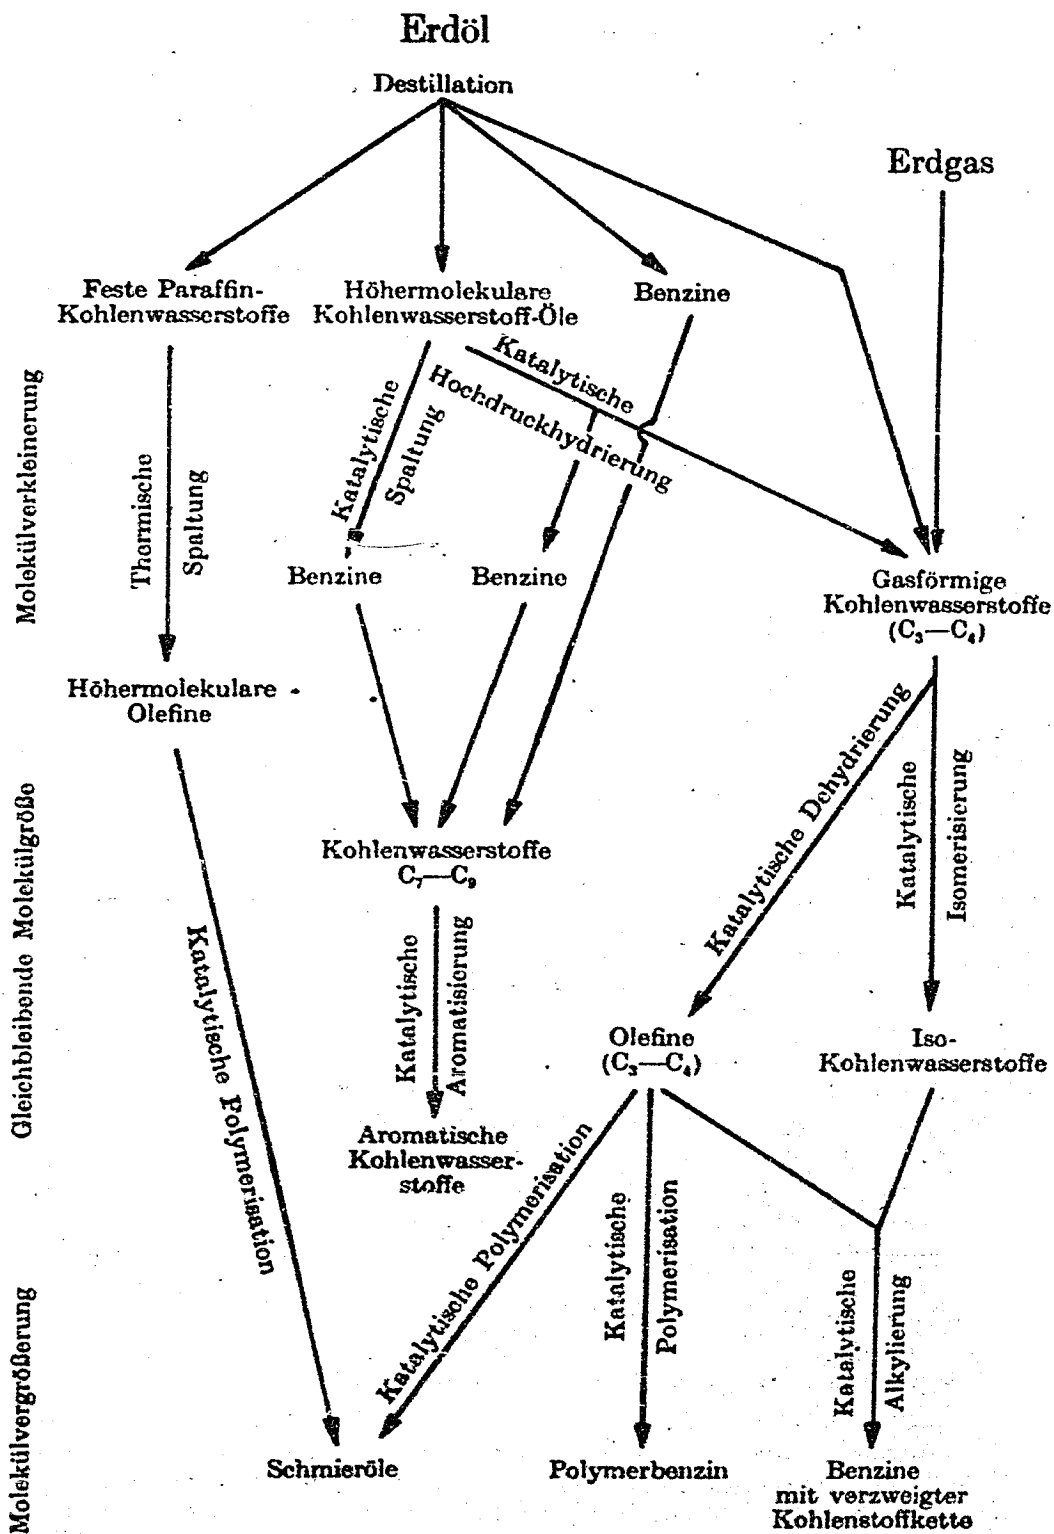 Erdöl
Destillation
Erdgas
Feste Paraffin-
Kohlenwasserstoffe
Höhermolekulare
Kohlenwasserstoff-Öle
Benzine
Molekülverkleinerung
Thermische
Spaltung
Katalytische
Spaltung
Katalytische
Hochdruckhydrierung
Benzine
Benzine
Gasförmige
Kohlenwasserstoffe
(C₃—C₄)
Höhermolekulare
Olefine
Gleichbleibende Molekülgröße
Kohlenwasserstoffe
C₇—C₉
Katalytische Dehydrierung
Katalytische
Isomerisierung
Katalytische Polymerisation
Katalytische
Aromatisierung
Olefine
(C₃—C₄)
Iso-
Kohlenwasserstoffe
Aromatische
Kohlenwasser-
stoffe
Molekülvergrößerung
Katalytische Polymerisation
Katalytische
Polymerisation
Katalytische
Alkylierung
Schmieröle
Polymerbenzin
Benzine
mit verzweigter
Kohlenstoffkette